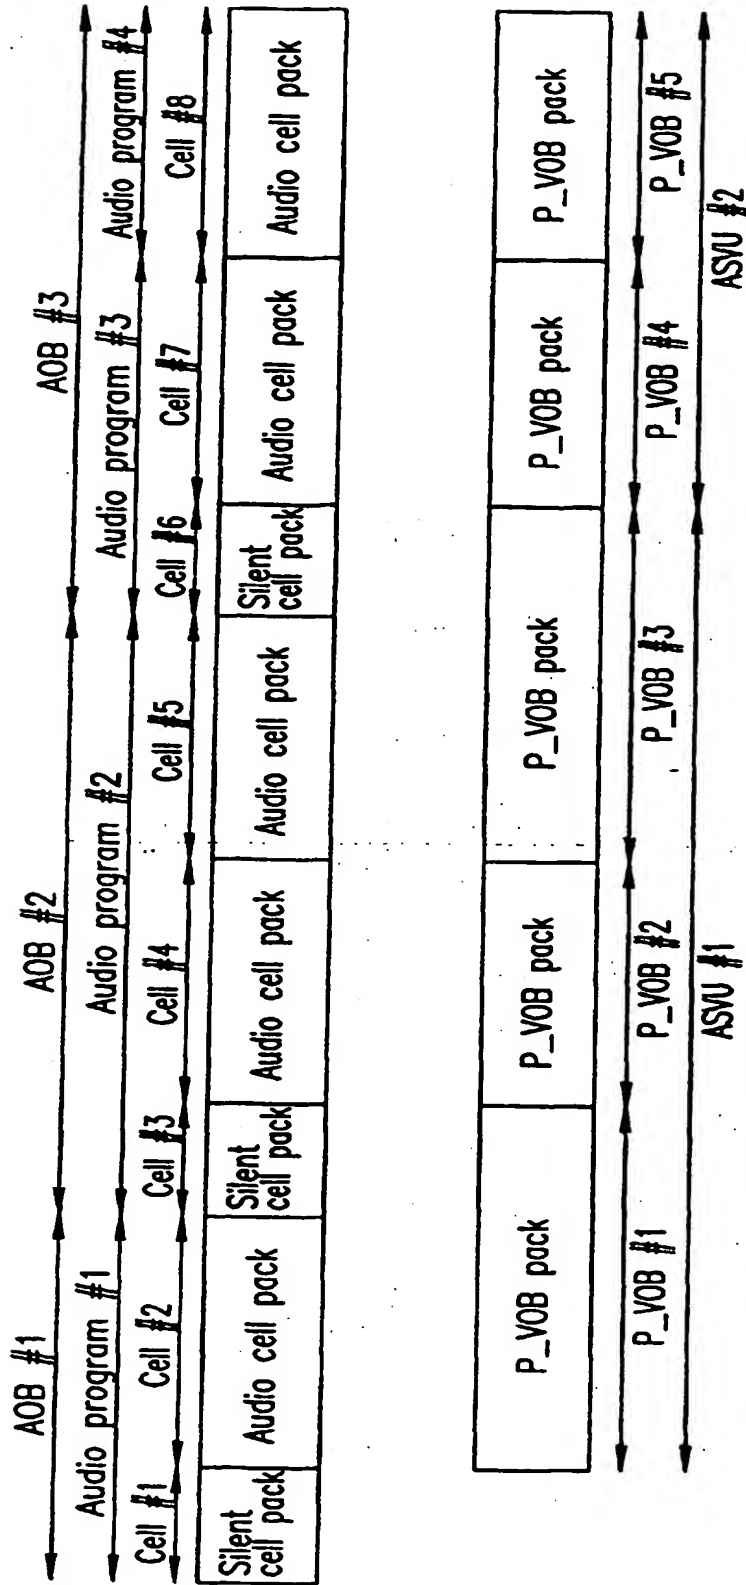 AOB #1
AOB #2
AOB #3
Audio program #1
Audio program #2
Audio program #3
Audio program #4
Cell #1
Cell #2
Cell #3
Cell #4
Cell #5
Cell #6
Cell #7
Cell #8
Silent
cell pack
Audio cell pack
Silent
cell pack
Audio cell pack
Audio cell pack
Silent
cell pack
Audio cell pack
Audio cell pack
P_VOB pack
P_VOB pack
P_VOB pack
P_VOB pack
P_VOB pack
P_VOB #1
P_VOB #2
P_VOB #3
P_VOB #4
P_VOB #5
ASVU #1
ASVU #2